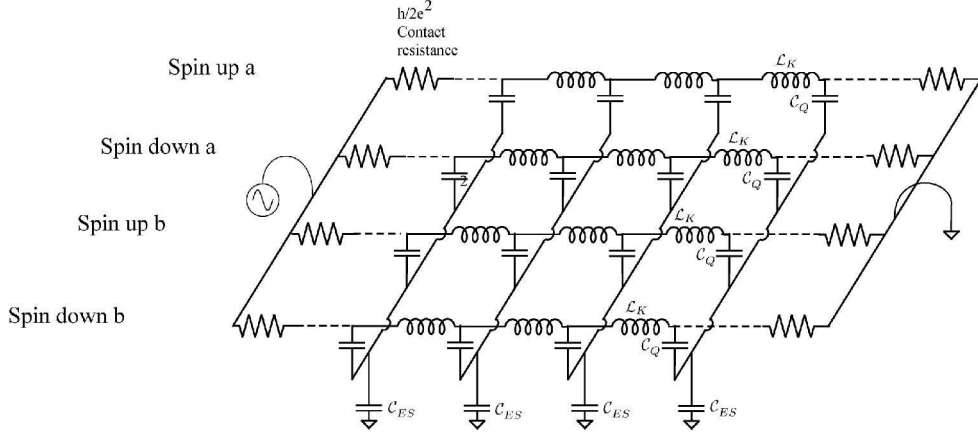 h/2e²
Contact
resistance
Spin up a
ℒK
𝒞Q
Spin down a
ℒK
2
𝒞Q
Spin up b
ℒK
𝒞Q
Spin down b
ℒK
𝒞Q
𝒞ES
𝒞ES
𝒞ES
𝒞ES